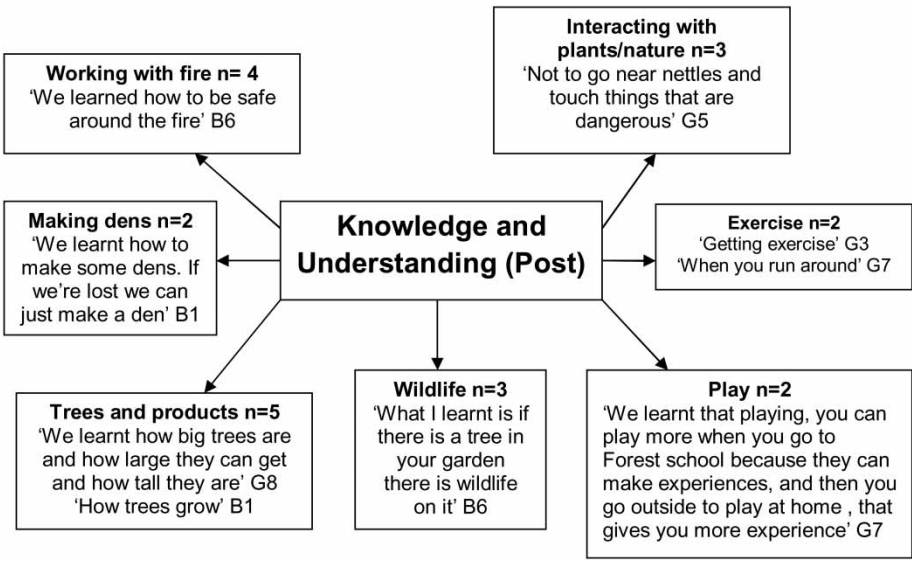 Interacting with
plants/nature n=3
‘Not to go near nettles and
touch things that are
dangerous’ G5
Working with fire n= 4
‘We learned how to be safe
around the fire’ B6
Making dens n=2
‘We learnt how to
make some dens. If
we’re lost we can
just make a den’ B1
Knowledge and
Understanding (Post)
Exercise n=2
‘Getting exercise’ G3
‘When you run around’ G7
Trees and products n=5
‘We learnt how big trees are
and how large they can get
and how tall they are’ G8
‘How trees grow’ B1
Wildlife n=3
‘What I learnt is if
there is a tree in
your garden
there is wildlife
on it’ B6
Play n=2
‘We learnt that playing, you can
play more when you go to
Forest school because they can
make experiences, and then you
go outside to play at home , that
gives you more experience’ G7